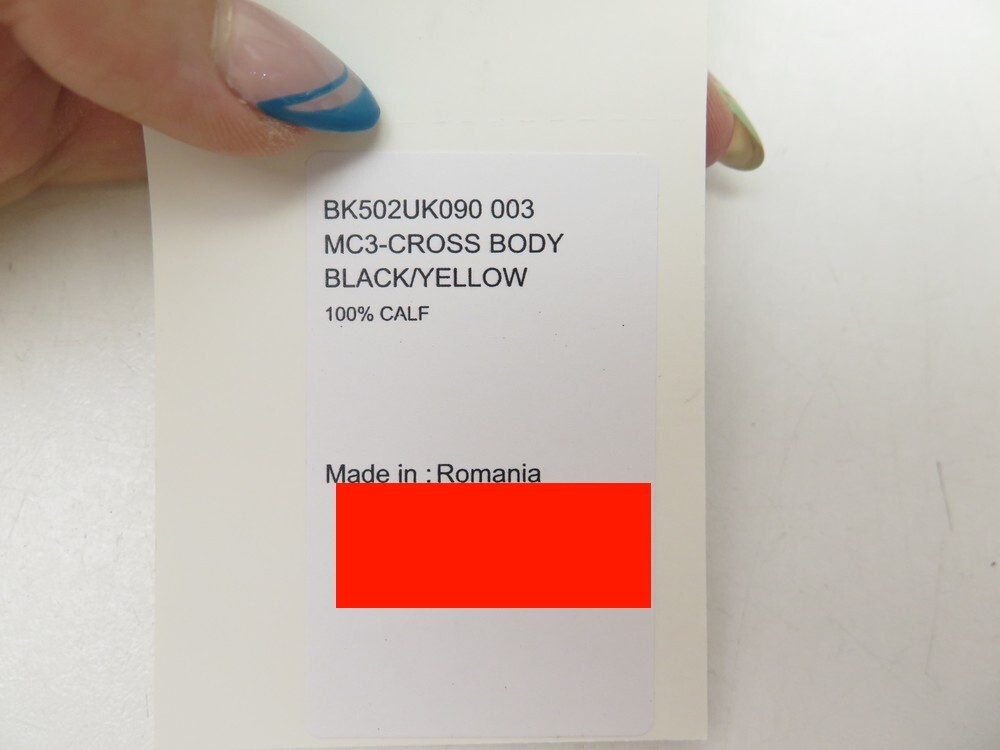 BK502UK090 003
MC3-CROSS BODY
BLACK/YELLOW
100% CALF
Made in : Romania